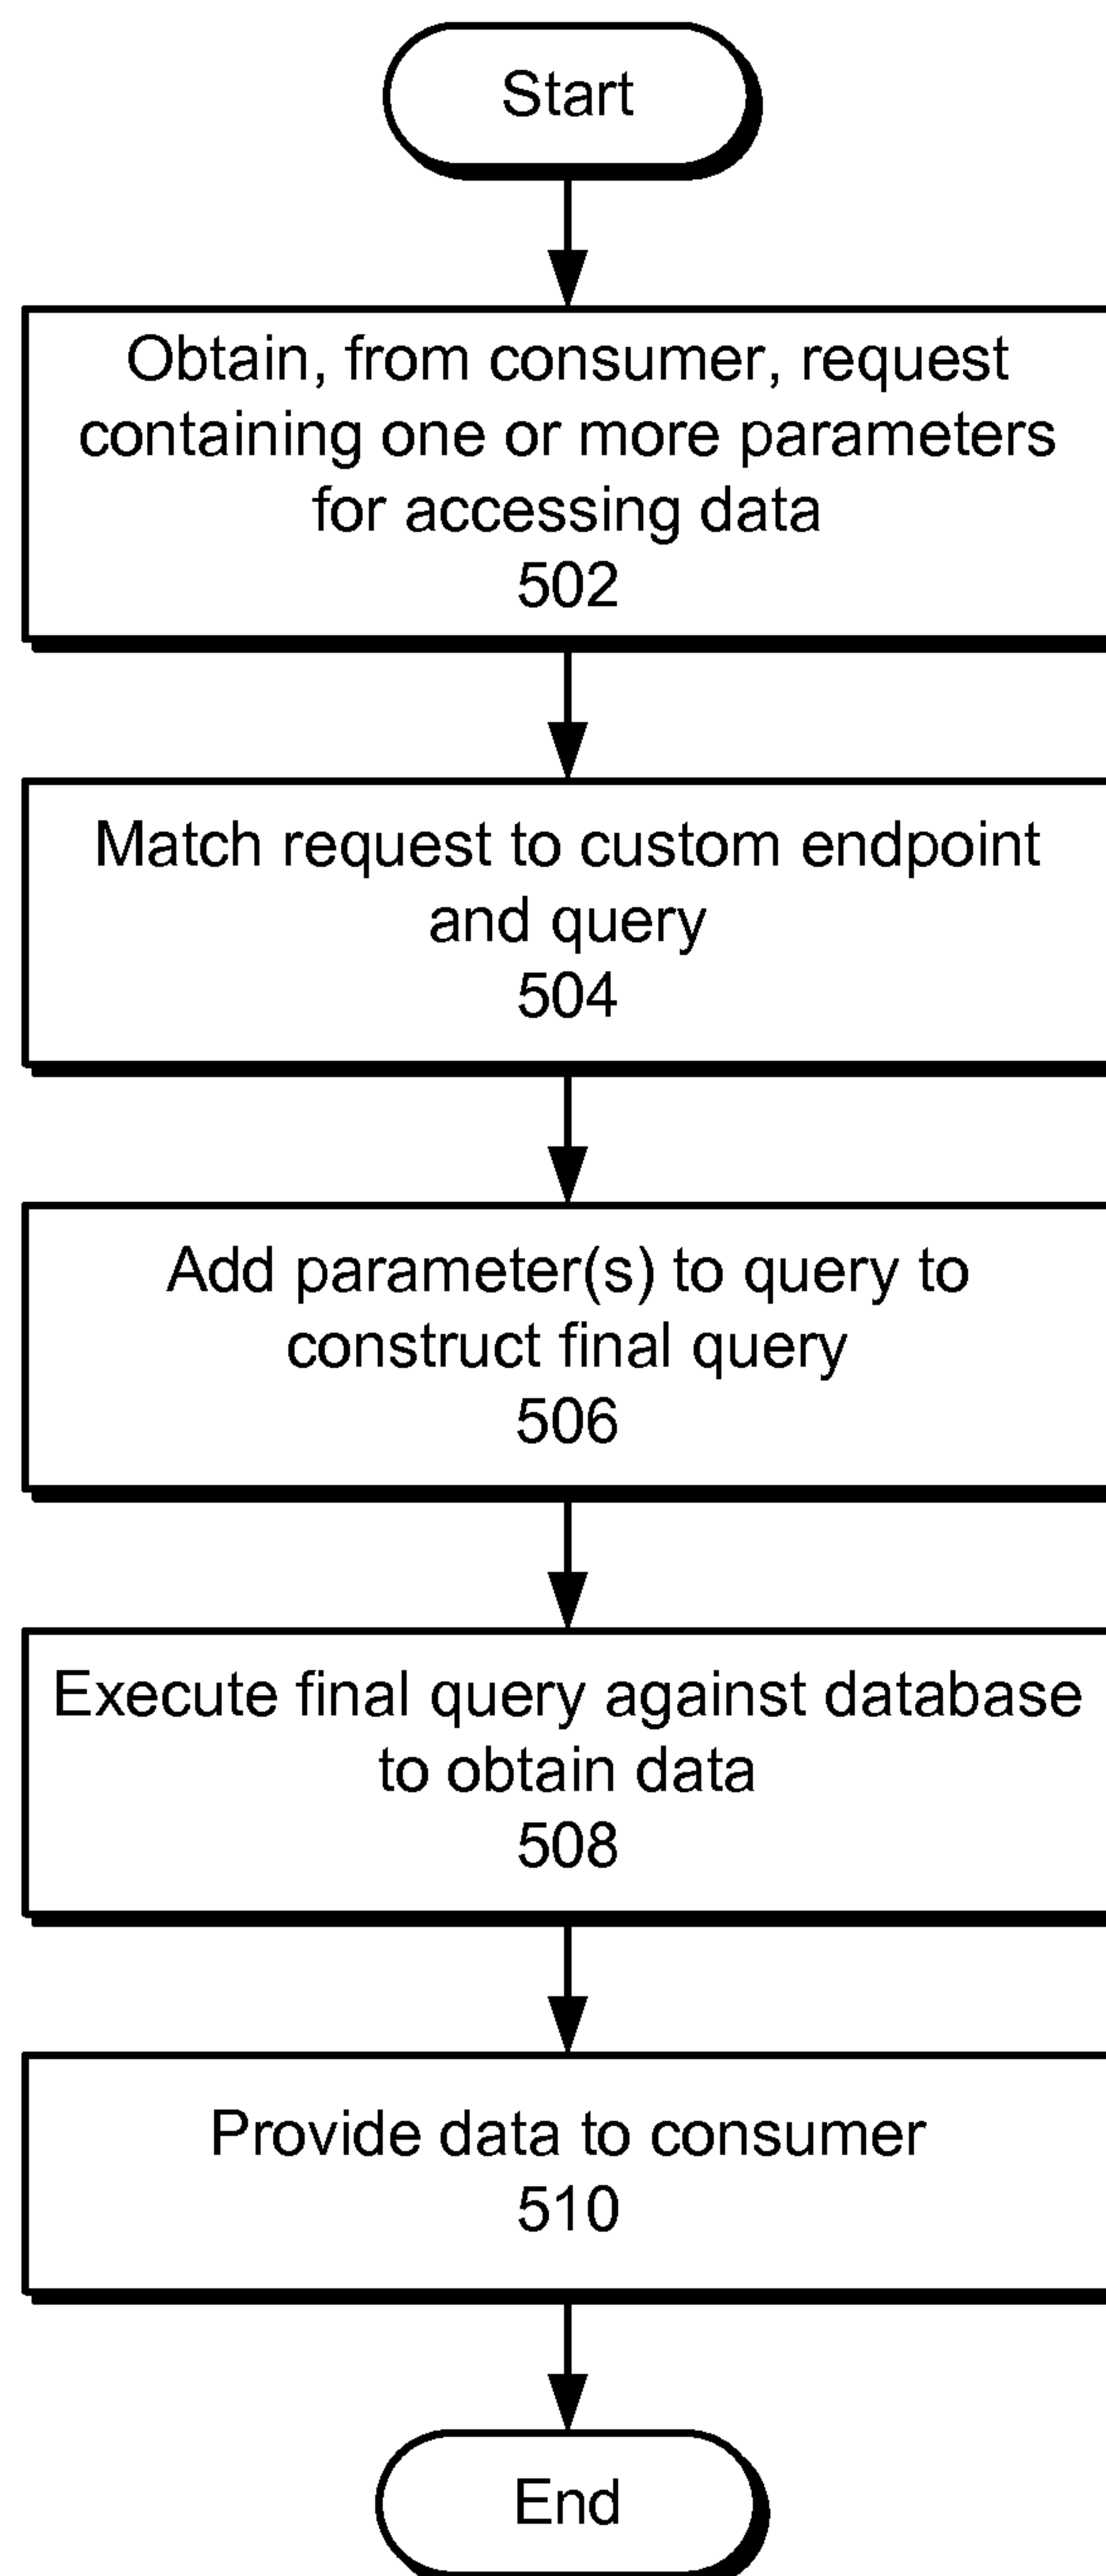 Start
Obtain, from consumer, request
containing one or more parameters
for accessing data
502
Match request to custom endpoint
and query
504
Add parameter(s) to query to
construct final query
506
Execute final query against database
to obtain data
508
Provide data to consumer
510
End